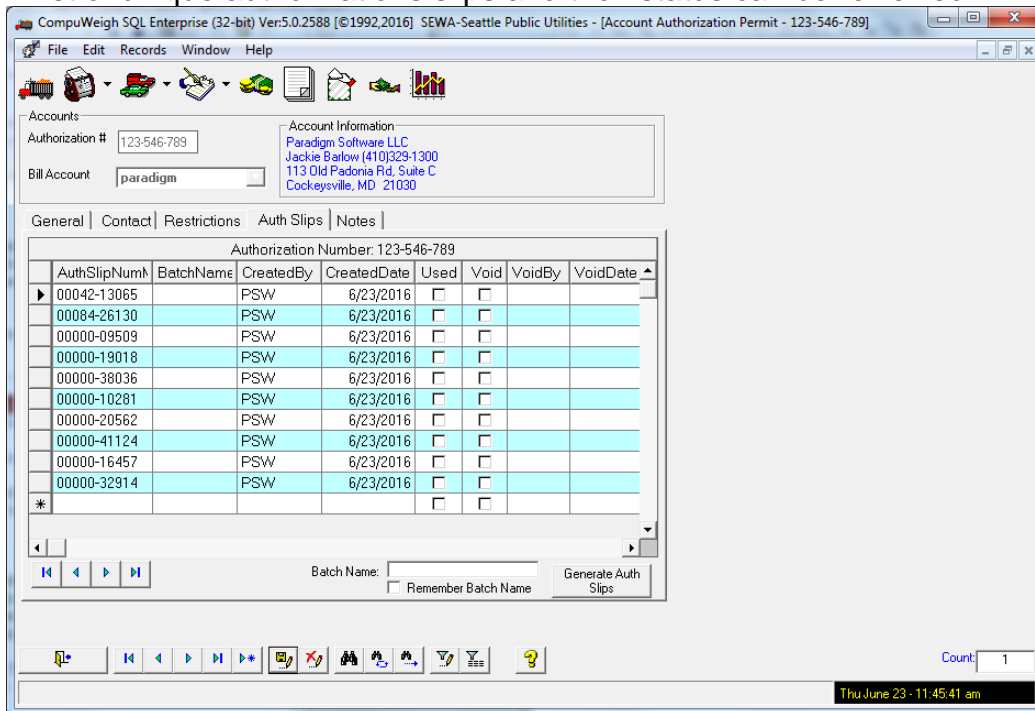 CompuWeigh SQL Enterprise (32-bit) Ver:5.0.2588 [©1992,2016] SEWA-Seattle Public Utilities - [Account Authorization Permit - 123-546-789]
File Edit Records Window Help
Accounts
Authorization # 123-546-789
Bill Account paradigm
Account Information
Paradigm Software LLC
Jackie Barlow (410)329-1300
113 Old Padonia Rd, Suite C
Cockeysville, MD 21030
General Contact Restrictions Auth Slips Notes
Authorization Number: 123-546-789
AuthSlipNum BatchName CreatedBy CreatedDate Used Void VoidBy VoidDate
00042-13065 PSW 6/23/2016
00084-26130 PSW 6/23/2016
00000-09509 PSW 6/23/2016
00000-19018 PSW 6/23/2016
00000-38036 PSW 6/23/2016
00000-10281 PSW 6/23/2016
00000-20562 PSW 6/23/2016
00000-41124 PSW 6/23/2016
00000-16457 PSW 6/23/2016
00000-32914 PSW 6/23/2016
Batch Name:
Remember Batch Name
Generate Auth
Slips
Count: 1
Thu June 23 - 11:45:41 am